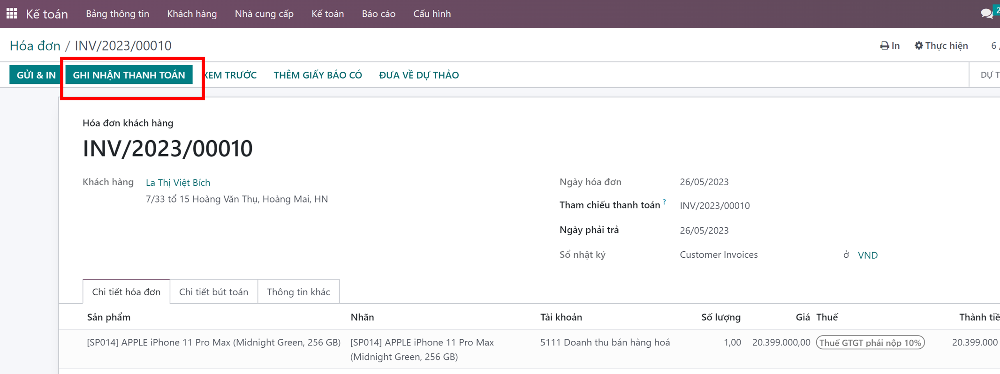 Kế toán Bảng thông tin Khách hàng Nhà cung cấp Kế toán Báo cáo Cấu hình 2
Hóa đơn / INV/2023/00010 In Thực hiện 6 /
GỬI & IN GHI NHẬN THANH TOÁN XEM TRƯỚC THÊM GIẤY BÁO CÓ ĐƯA VỀ DỰ THẢO DỰ T
Hóa đơn khách hàng
INV/2023/00010
Khách hàng La Thị Việt Bích
7/33 tổ 15 Hoàng Văn Thụ, Hoàng Mai, HN
Ngày hóa đơn 26/05/2023
Tham chiếu thanh toán ? INV/2023/00010
Ngày phải trả 26/05/2023
Sổ nhật ký Customer Invoices ở VND
Chi tiết hóa đơn Chi tiết bút toán Thông tin khác
Sản phẩm Nhãn Tài khoản Số lượng Giá Thuế Thành tiề
[SP014] APPLE iPhone 11 Pro Max (Midnight Green, 256 GB) [SP014] APPLE iPhone 11 Pro Max 5111 Doanh thu bán hàng hoá 1,00 20.399.000,00 Thuế GTGT phải nộp 10% 20.399.000
(Midnight Green, 256 GB)